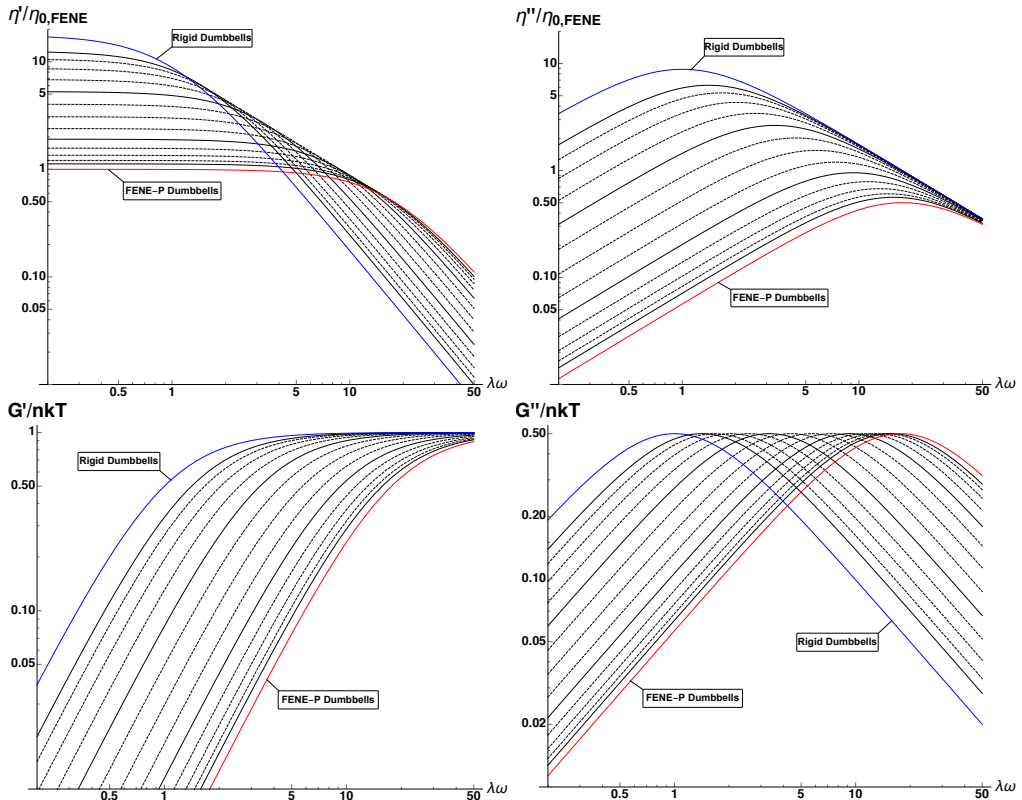 η'/η0,FENE
Rigid Dumbbells
10
5
1
0.50
0.10
0.05
FENE–P Dumbbells
0.5
1
5
10
50
λω
η''/η0,FENE
Rigid Dumbbells
10
5
1
0.50
0.10
0.05
FENE–P Dumbbells
0.5
1
5
10
50
λω
G'/nkT
1
Rigid Dumbbells
0.50
0.10
0.05
FENE–P Dumbbells
0.5
1
5
10
50
λω
G''/nkT
0.50
0.20
0.10
0.05
0.02
Rigid Dumbbells
FENE–P Dumbbells
0.5
1
5
10
50
λω